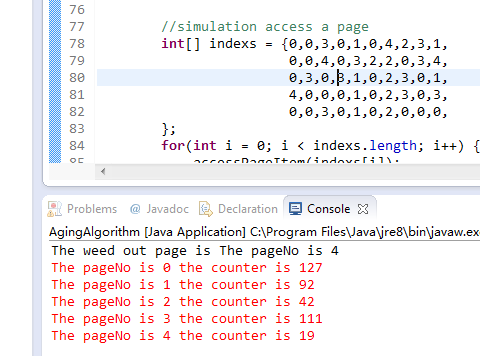 76
77 //simulation access a page
78 int[] indexs = {0,0,3,0,1,0,4,2,3,1,
79 0,0,4,0,3,2,2,0,3,4,
80 0,3,0,3,1,0,2,3,0,1,
81 4,0,0,0,1,0,2,3,0,3,
82 0,0,3,0,1,0,2,0,0,0,
83 };
84 for(int i = 0; i < indexs.length; i++) {
85 accessPageItem(indexs[i]);
Problems @ Javadoc Declaration Console
AgingAlgorithm [Java Application] C:\Program Files\Java\jre8\bin\javaw.ex
The weed out page is The pageNo is 4
The pageNo is 0 the counter is 127
The pageNo is 1 the counter is 92
The pageNo is 2 the counter is 42
The pageNo is 3 the counter is 111
The pageNo is 4 the counter is 19